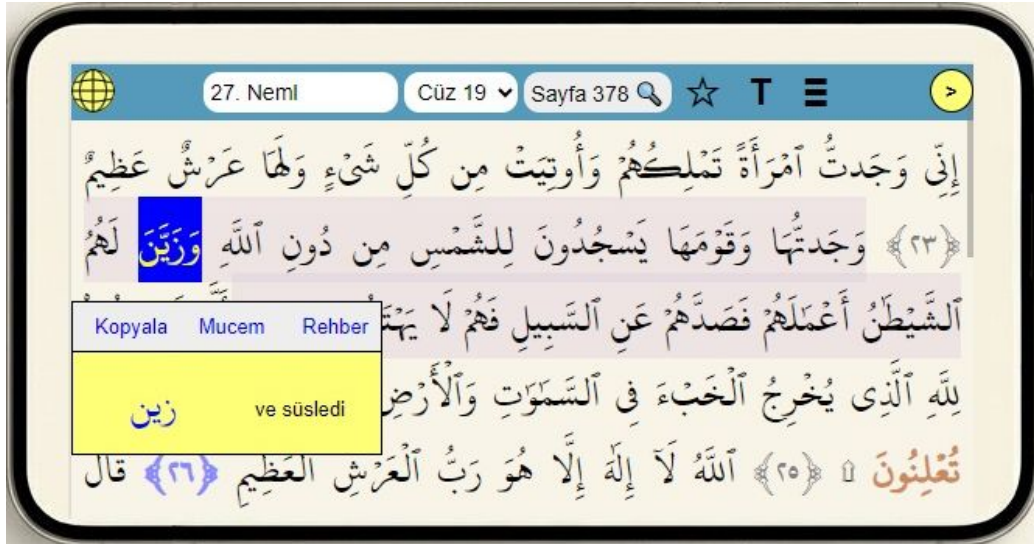 27. Neml Cüz 19 Sayfa 378 T >
إِنِّى وَجَدتُّ ٱمْرَأَةً تَمْلِكُهُمْ وَأُوتِيَتْ مِن كُلِّ شَىْءٍ وَلَهَا عَرْشٌ عَظِيمٌ
﴿٢٣﴾ وَجَدتُّهَا وَقَوْمَهَا يَسْجُدُونَ لِلشَّمْسِ مِن دُونِ ٱللَّهِ وَزَيَّنَ لَهُمُ
ٱلشَّيْطَٰنُ أَعْمَٰلَهُمْ فَصَدَّهُمْ عَنِ ٱلسَّبِيلِ فَهُمْ لَا
Kopyala Mucem Rehber
لِلَّهِ ٱلَّذِى يُخْرِجُ ٱلْخَبْءَ فِى ٱلسَّمَٰوَٰتِ وَٱلْأَرْضِ
زين ve süsledi
تُعْلِنُونَ ۩ ﴿٢٥﴾ ٱللَّهُ لَآ إِلَٰهَ إِلَّا هُوَ رَبُّ ٱلْعَرْشِ ٱلْعَظِيمِ ﴿٢٦﴾ قَالَ